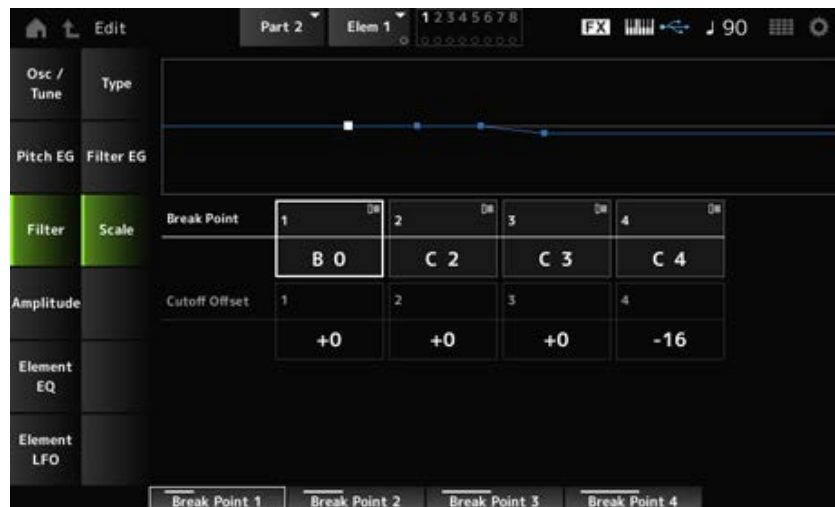 Edit
Part 2
Elem 1
1 2 3 4 5 6 7 8
FX
90
Osc /
Tune
Type
Pitch EG
Filter EG
Filter
Scale
Amplitude
Element
EQ
Element
LFO
Break Point
1
2
3
4
B 0
C 2
C 3
C 4
Cutoff Offset
1
2
3
4
+0
+0
+0
-16
Break Point 1
Break Point 2
Break Point 3
Break Point 4